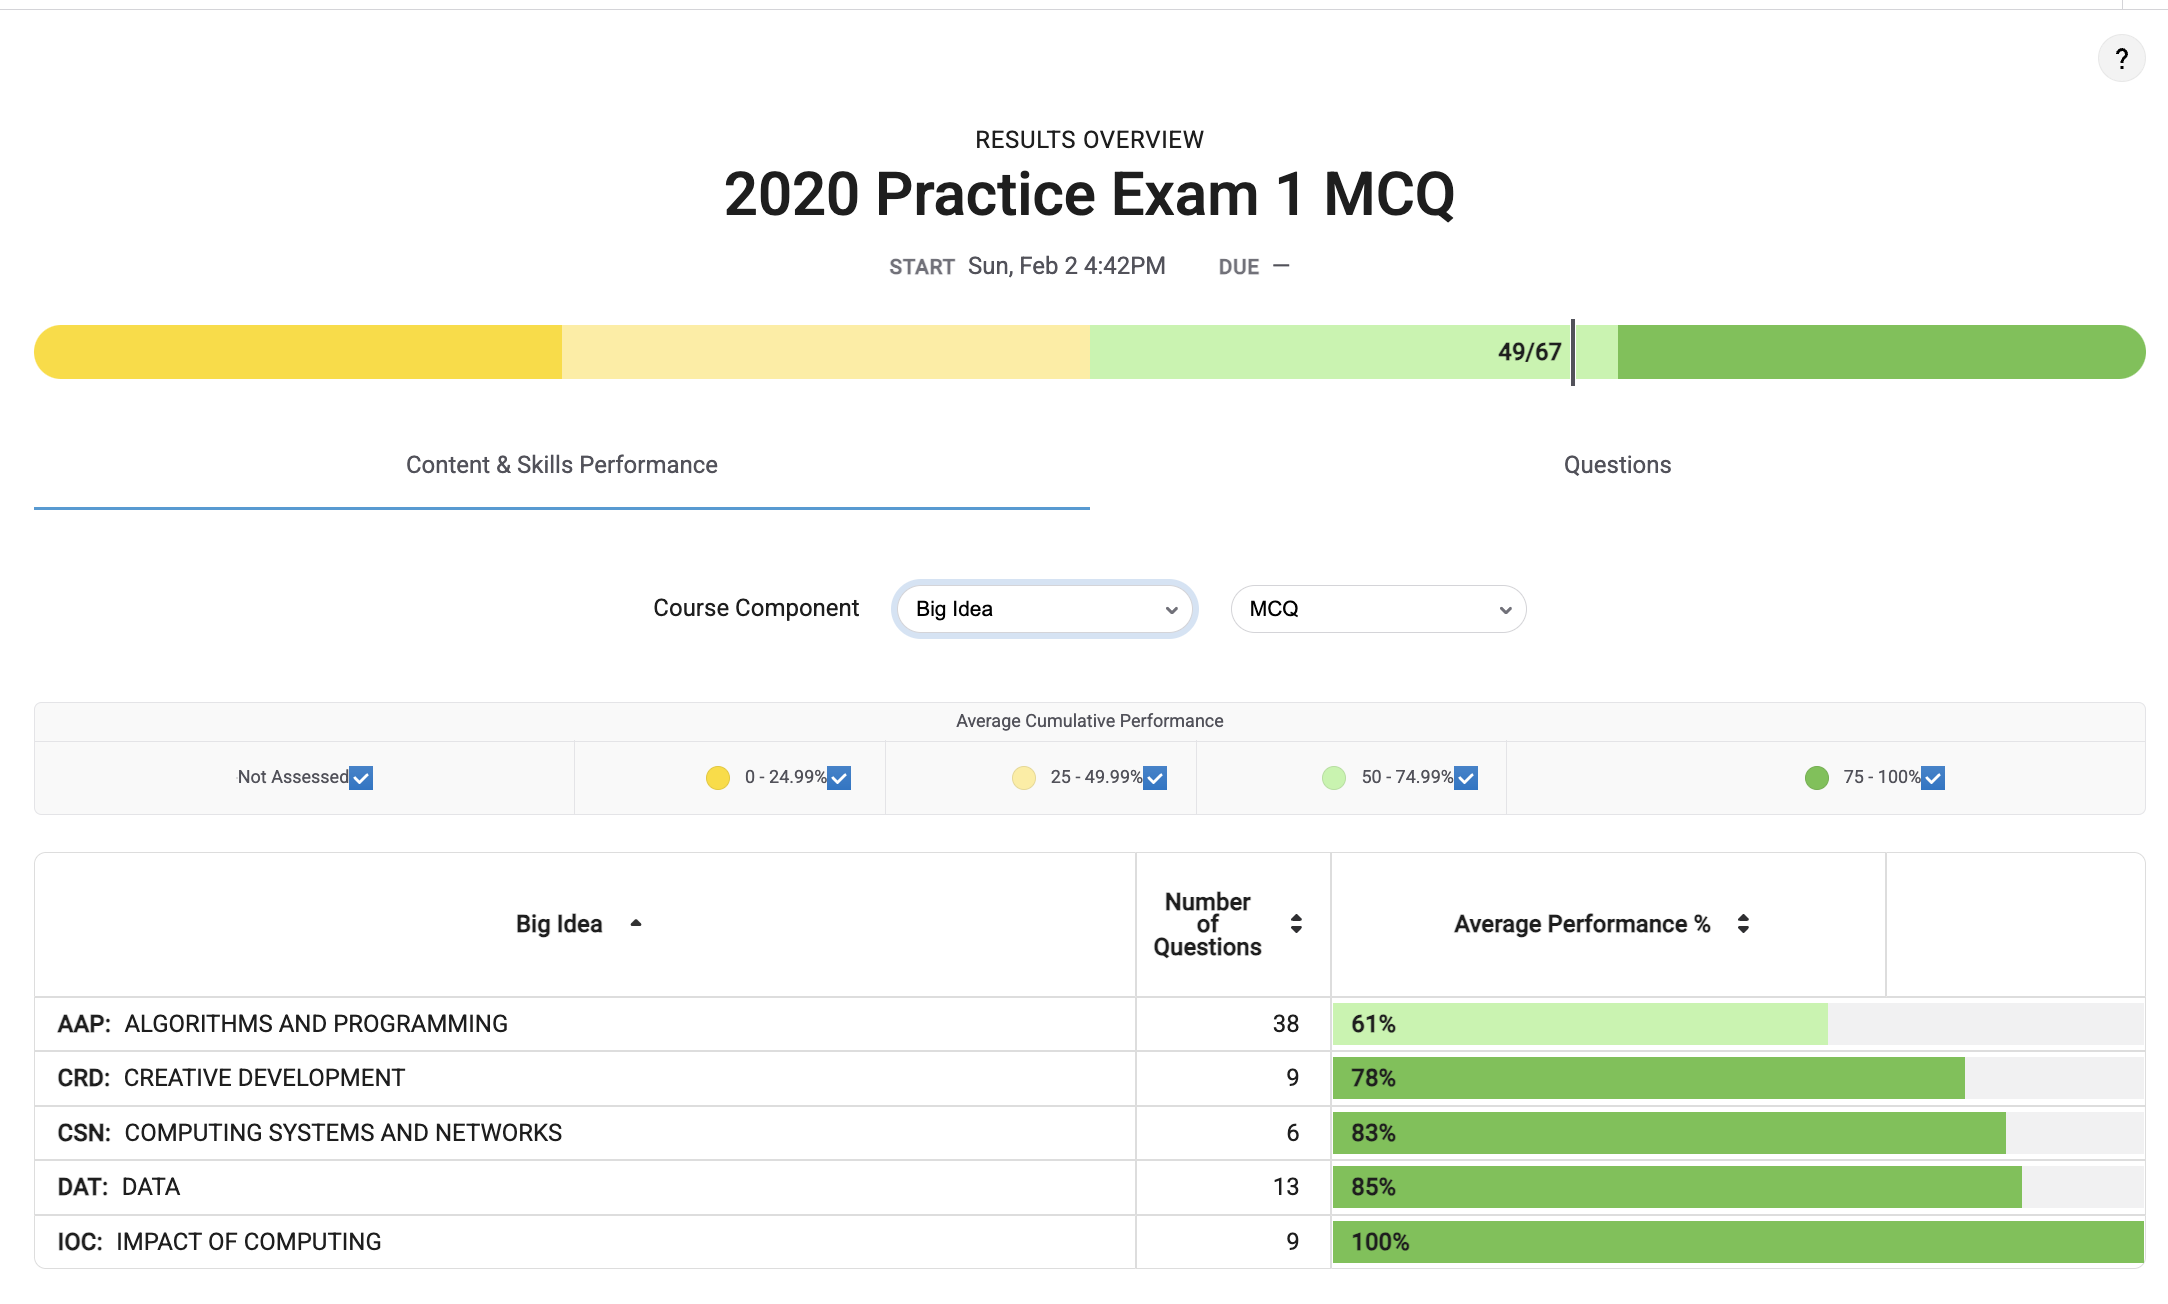 ?
RESULTS OVERVIEW
2020 Practice Exam 1 MCQ
START Sun, Feb 2 4:42PM DUE —
49/67
Content & Skills Performance Questions
Course Component Big Idea MCQ
Average Cumulative Performance
Not Assessed 0 - 24.99% 25 - 49.99% 50 - 74.99% 75 - 100%
Big Idea Number of Questions Average Performance %
AAP: ALGORITHMS AND PROGRAMMING 38 61%
CRD: CREATIVE DEVELOPMENT 9 78%
CSN: COMPUTING SYSTEMS AND NETWORKS 6 83%
DAT: DATA 13 85%
IOC: IMPACT OF COMPUTING 9 100%